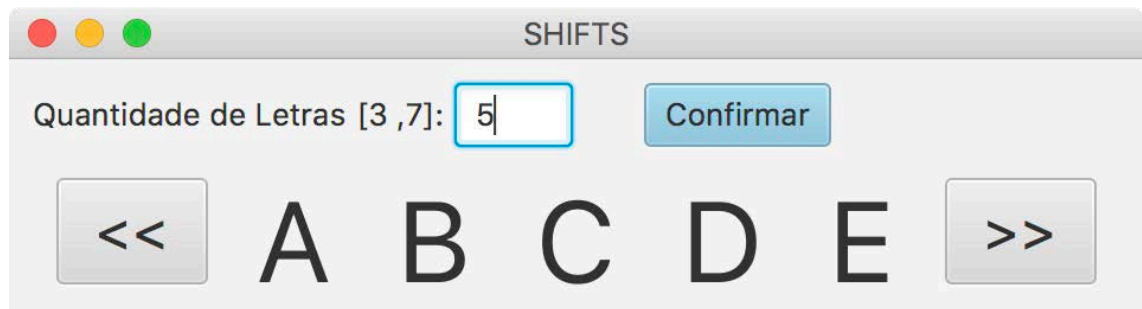 SHIFTS
Quantidade de Letras [3 ,7]: 5 Confirmar
<< A B C D E >>